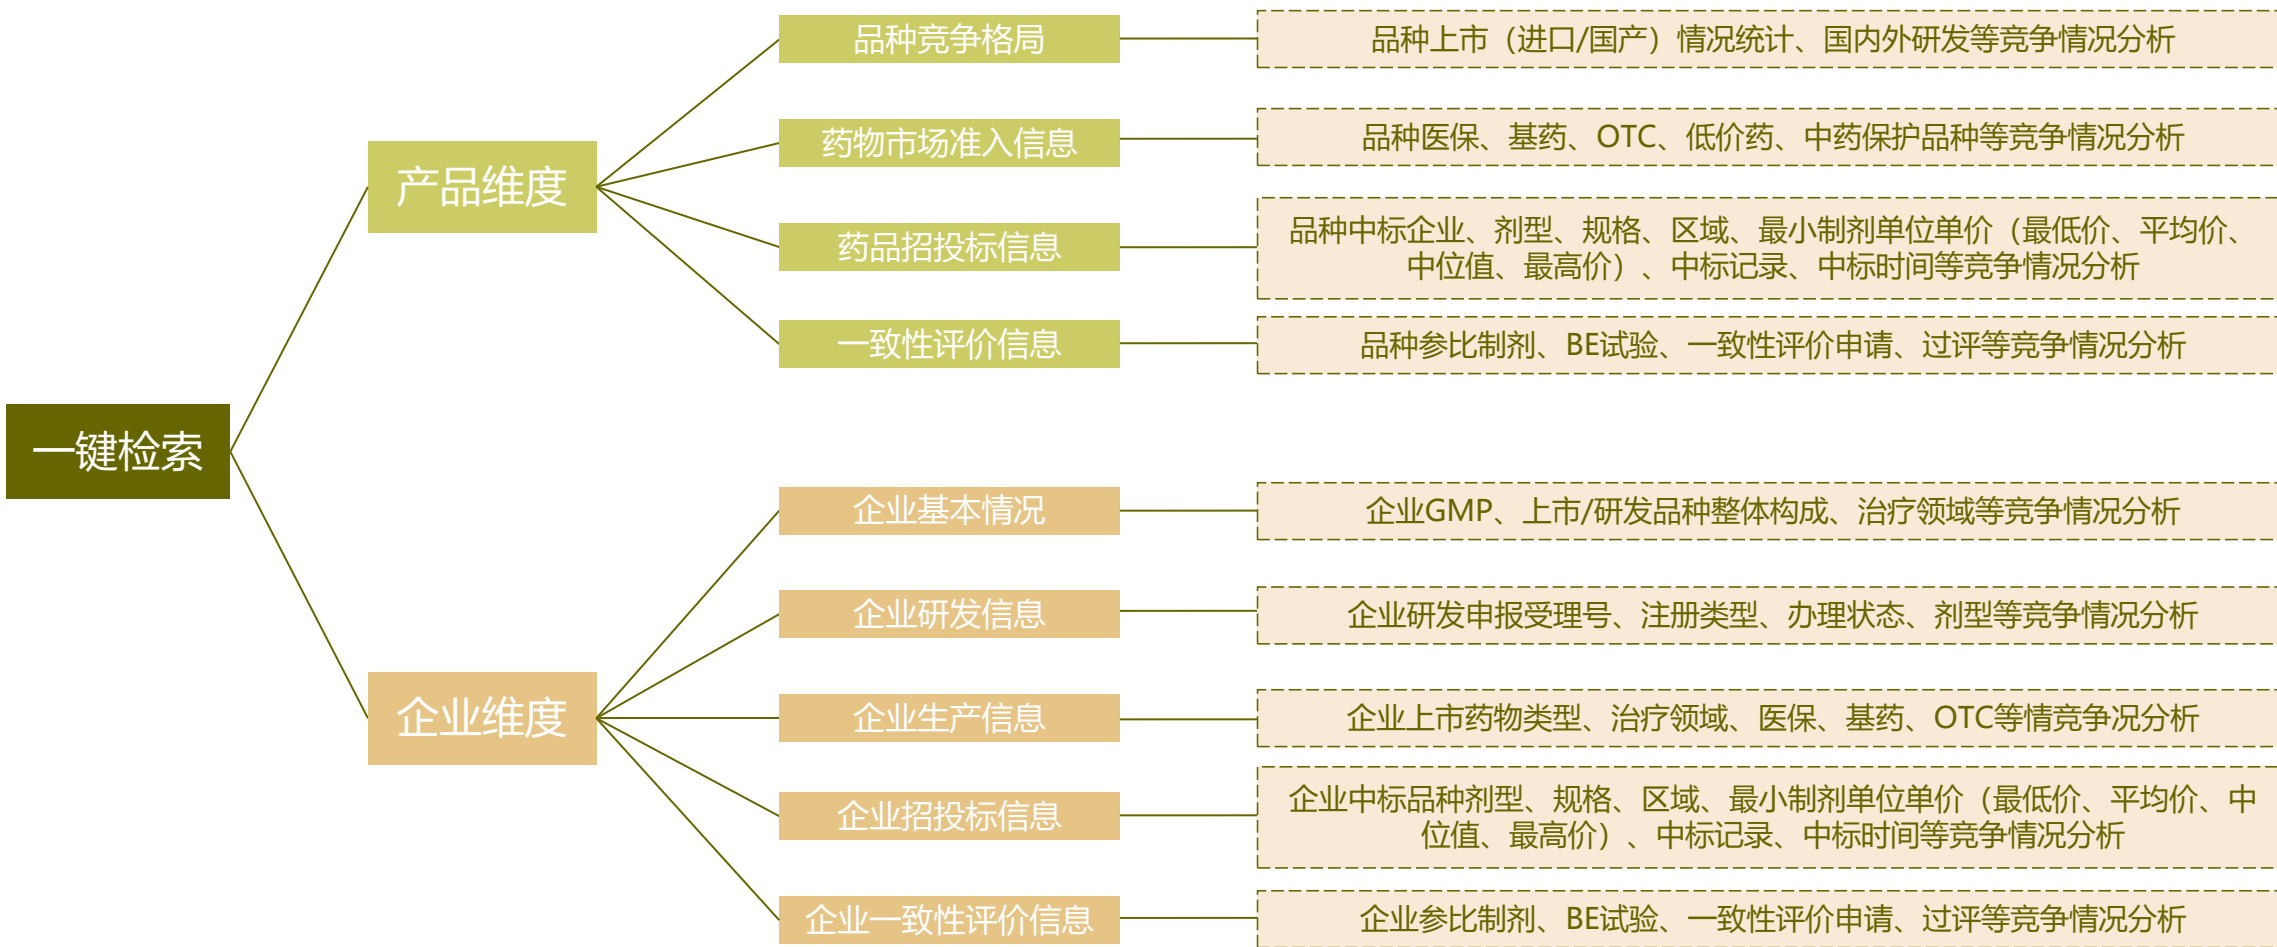 一键检索
产品维度
品种竞争格局
品种上市（进口/国产）情况统计、国内外研发等竞争情况分析
药物市场准入信息
品种医保、基药、OTC、低价药、中药保护品种等竞争情况分析
药品招投标信息
品种中标企业、剂型、规格、区域、最小制剂单位单价（最低价、平均价、
中位值、最高价）、中标记录、中标时间等竞争情况分析
一致性评价信息
品种参比制剂、BE试验、一致性评价申请、过评等竞争情况分析
企业维度
企业基本情况
企业GMP、上市/研发品种整体构成、治疗领域等竞争情况分析
企业研发信息
企业研发申报受理号、注册类型、办理状态、剂型等竞争情况分析
企业生产信息
企业上市药物类型、治疗领域、医保、基药、OTC等情竞争况分析
企业招投标信息
企业中标品种剂型、规格、区域、最小制剂单位单价（最低价、平均价、中
位值、最高价）、中标记录、中标时间等竞争情况分析
企业一致性评价信息
企业参比制剂、BE试验、一致性评价申请、过评等竞争情况分析